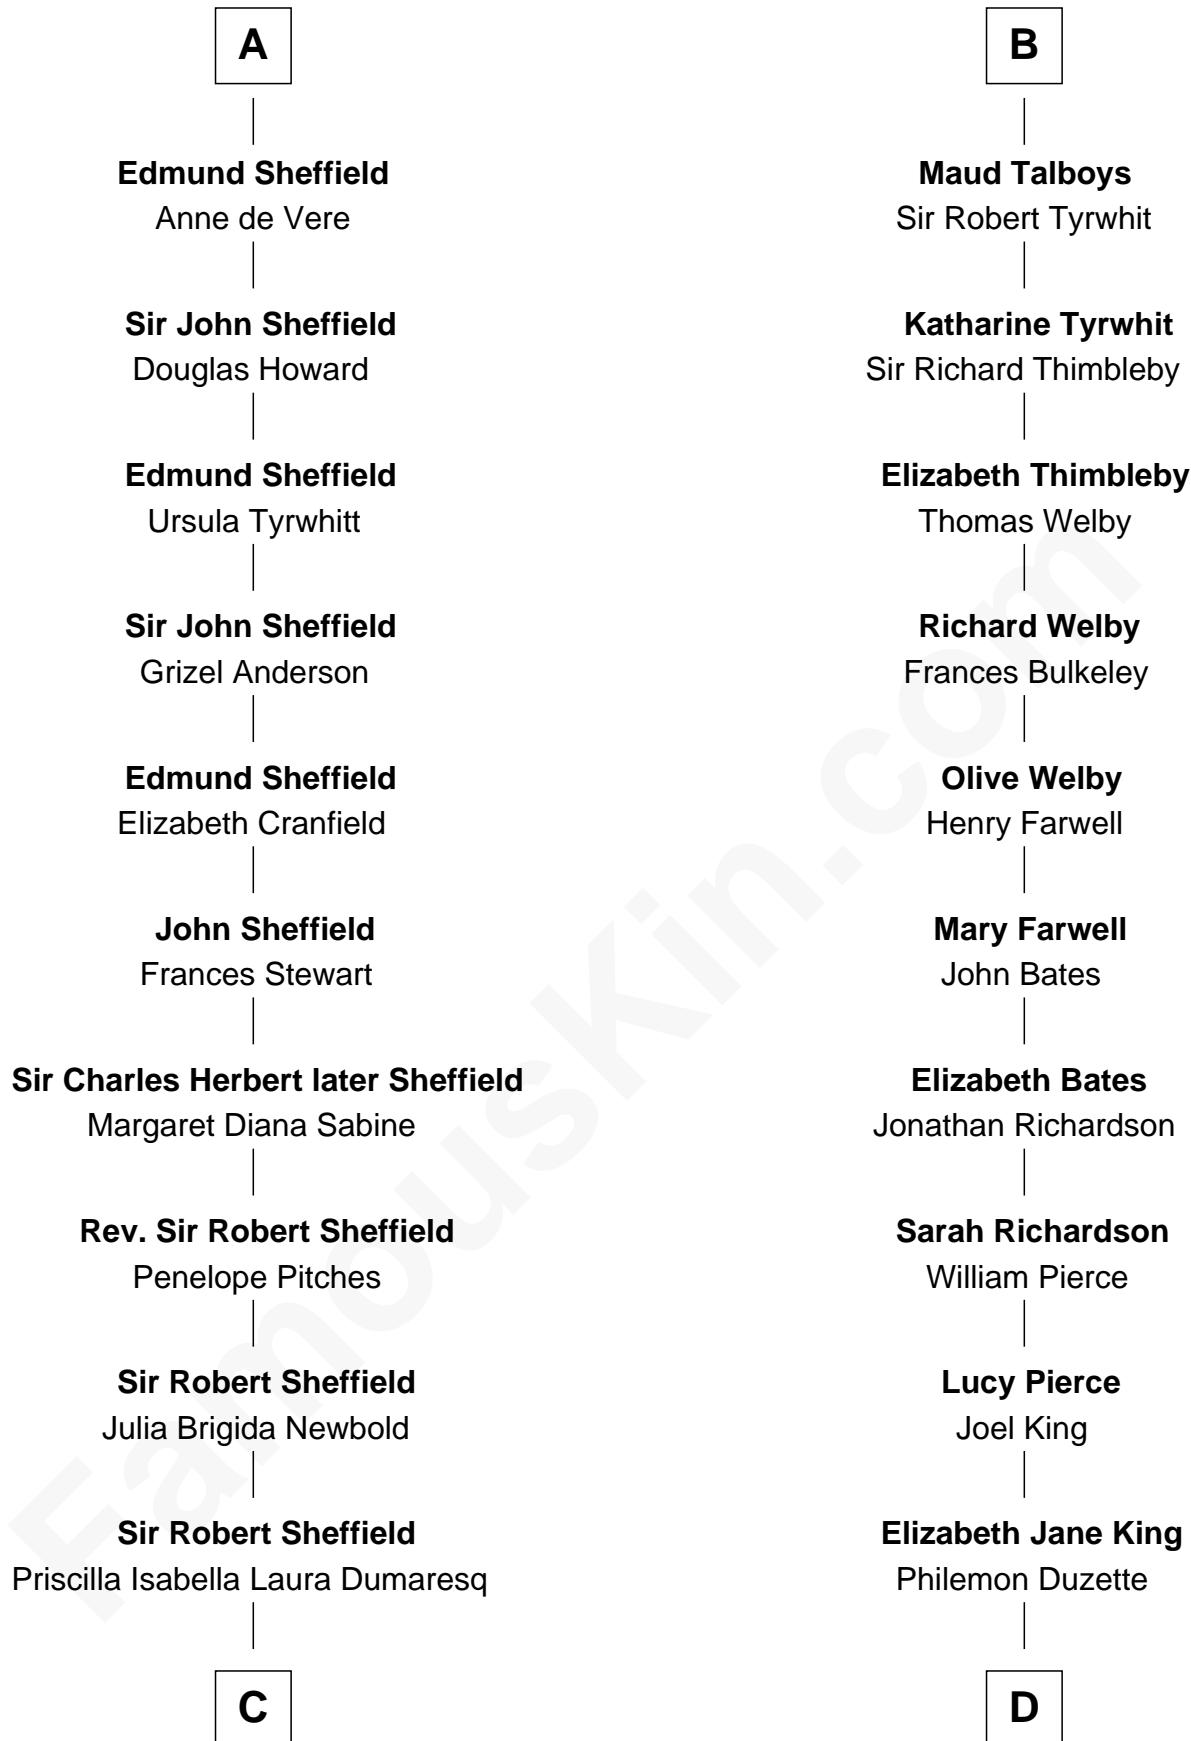 A
Edmund Sheffield
Anne de Vere
Sir John Sheffield
Douglas Howard
Edmund Sheffield
Ursula Tyrwhitt
Sir John Sheffield
Grizel Anderson
Edmund Sheffield
Elizabeth Cranfield
John Sheffield
Frances Stewart
Sir Charles Herbert later Sheffield
Margaret Diana Sabine
Rev. Sir Robert Sheffield
Penelope Pitches
Sir Robert Sheffield
Julia Brigida Newbold
Sir Robert Sheffield
Priscilla Isabella Laura Dumaresq
C
B
Maud Talboys
Sir Robert Tyrwhit
Katharine Tyrwhit
Sir Richard Thimbleby
Elizabeth Thimbleby
Thomas Welby
Richard Welby
Frances Bulkeley
Olive Welby
Henry Farwell
Mary Farwell
John Bates
Elizabeth Bates
Jonathan Richardson
Sarah Richardson
William Pierce
Lucy Pierce
Joel King
Elizabeth Jane King
Philemon Duzette
D
FamousKin.com